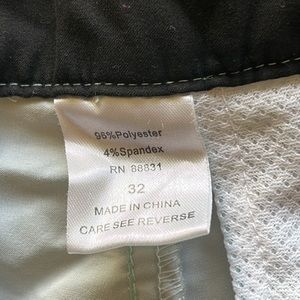 96%Polyester
4%Spandex
RN 88831
32
MADE IN CHINA
CARE SEE REVERSE